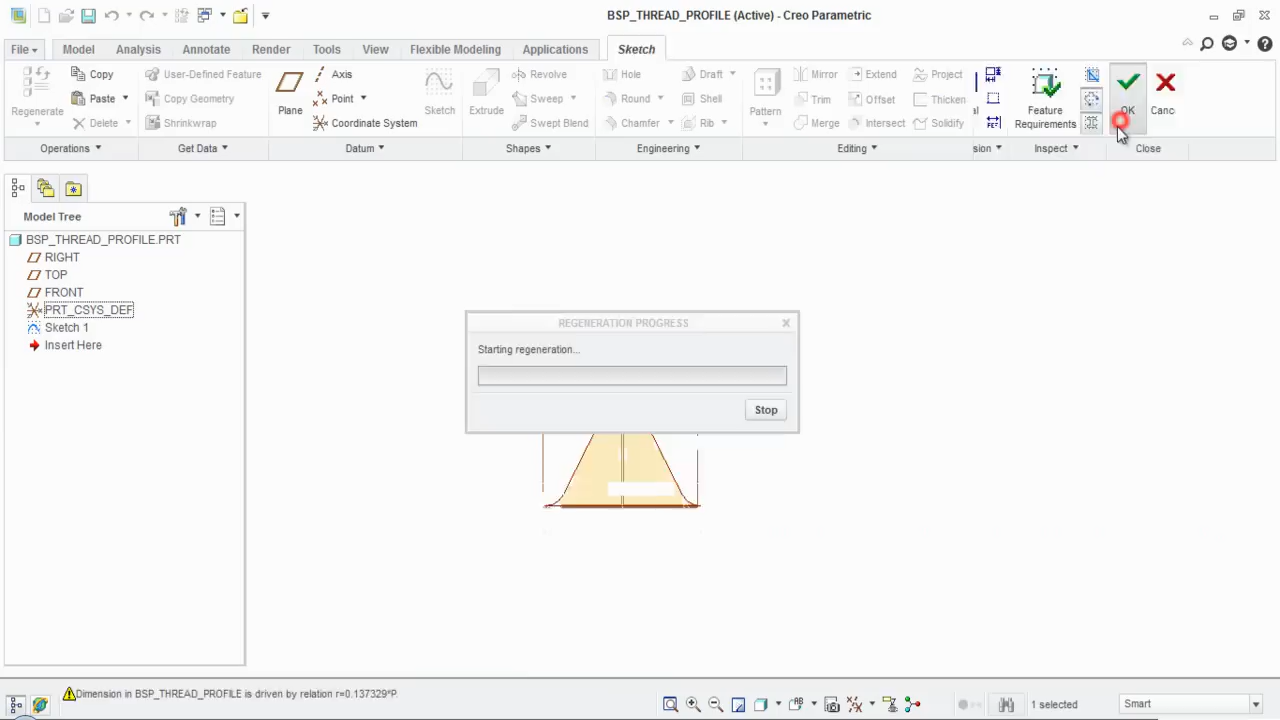 BSP_THREAD_PROFILE (Active) - Creo Parametric
File
Model
Analysis
Annotate
Render
Tools
View
Flexible Modeling
Applications
Sketch
Regenerate
Copy
Paste
Delete
User-Defined Feature
Copy Geometry
Shrinkwrap
Plane
Axis
Point
Coordinate System
Sketch
Extrude
Revolve
Sweep
Swept Blend
Hole
Round
Chamfer
Draft
Shell
Rib
Pattern
Mirror
Trim
Merge
Extend
Offset
Intersect
Project
Thicken
Solidify
al
Feature
Requirements
OK
Canc
Operations
Get Data
Datum
Shapes
Engineering
Editing
sion
Inspect
Close
Model Tree
BSP_THREAD_PROFILE.PRT
RIGHT
TOP
FRONT
PRT_CSYS_DEF
Sketch 1
Insert Here
REGENERATION PROGRESS
Starting regeneration...
Stop
Dimension in BSP_THREAD_PROFILE is driven by relation r=0.137329*P.
1 selected
Smart